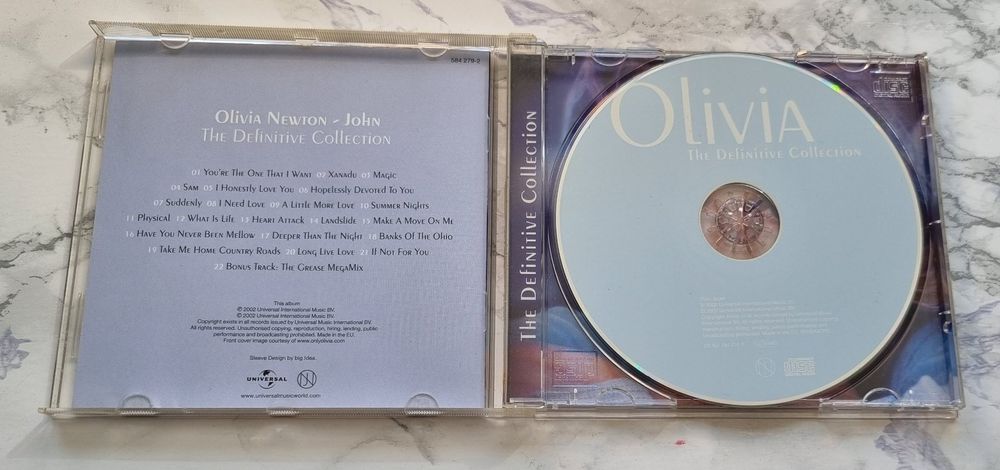 584 279-2
Olivia Newton - John
The Definitive Collection
01 You're The One That I Want 02 Xanadu 03 Magic
04 Sam 05 I Honestly Love You 06 Hopelessly Devoted To You
07 Suddenly 08 I Need Love 09 A Little More Love 10 Summer Nights
11 Physical 12 What Is Life 13 Heart Attack 14 Landslide 15 Make A Move On Me
16 Have You Never Been Mellow 17 Deeper Than The Night 18 Banks Of The Ohio
19 Take Me Home Country Roads 20 Long Live Love 21 If Not For You
22 Bonus Track: The Grease MegaMix
This album
℗ 2002 Universal International Music BV.
© 2002 Universal International Music BV.
Copyright exists in all records issued by Universal Music International BV.
All rights reserved. Unauthorised copying, reproduction, hiring, lending, public
performance and broadcasting prohibited. Made in the EU.
Front cover image courtesy of www.onlyolivia.com
Sleeve Design by big.idea.
UNIVERSAL
www.universalmusicworld.com
The Definitive Collection
Olivia
The Definitive Collection
disc
disc
disc